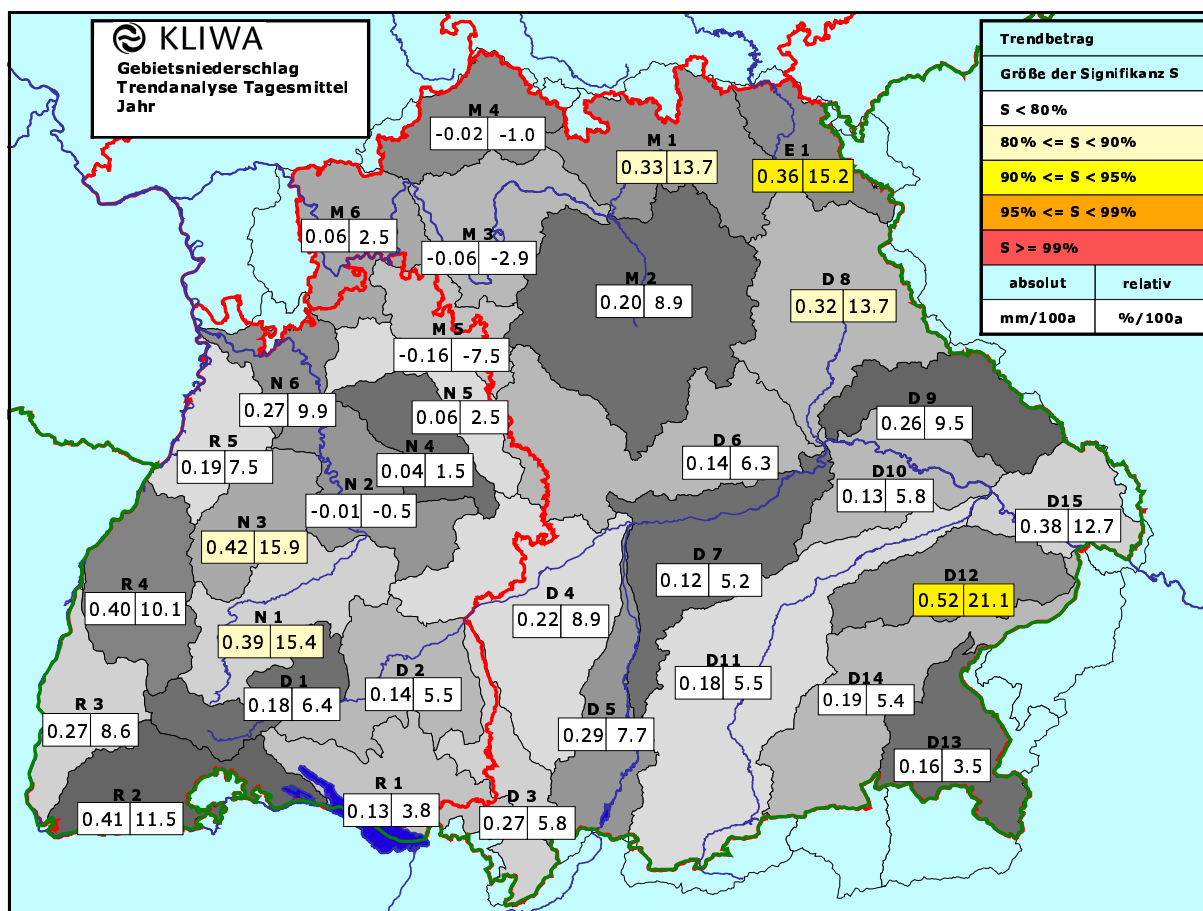 KLIWA
Gebietsniederschlag
Trendanalyse Tagesmittel
Jahr
Trendbetrag
Größe der Signifikanz S
S < 80%
80% <= S < 90%
90% <= S < 95%
95% <= S < 99%
S >= 99%
absolut relativ
mm/100a %/100a
M 4
-0.02 -1.0
M 1
0.33 13.7
E 1
0.36 15.2
M 6
0.06 2.5
M 3
-0.06 -2.9
M 2
0.20 8.9
D 8
0.32 13.7
M 5
-0.16 -7.5
N 6
0.27 9.9
N 5
0.06 2.5
D 9
0.26 9.5
R 5
0.19 7.5
N 4
0.04 1.5
D 6
0.14 6.3
D10
0.13 5.8
N 2
-0.01 -0.5
D15
0.38 12.7
N 3
0.42 15.9
D 7
0.12 5.2
D12
0.52 21.1
R 4
0.40 10.1
D 4
0.22 8.9
N 1
0.39 15.4
D 2
0.14 5.5
D11
0.18 5.5
D 1
0.18 6.4
D14
0.19 5.4
R 3
0.27 8.6
D 5
0.29 7.7
D13
0.16 3.5
R 2
0.41 11.5
R 1
0.13 3.8
D 3
0.27 5.8